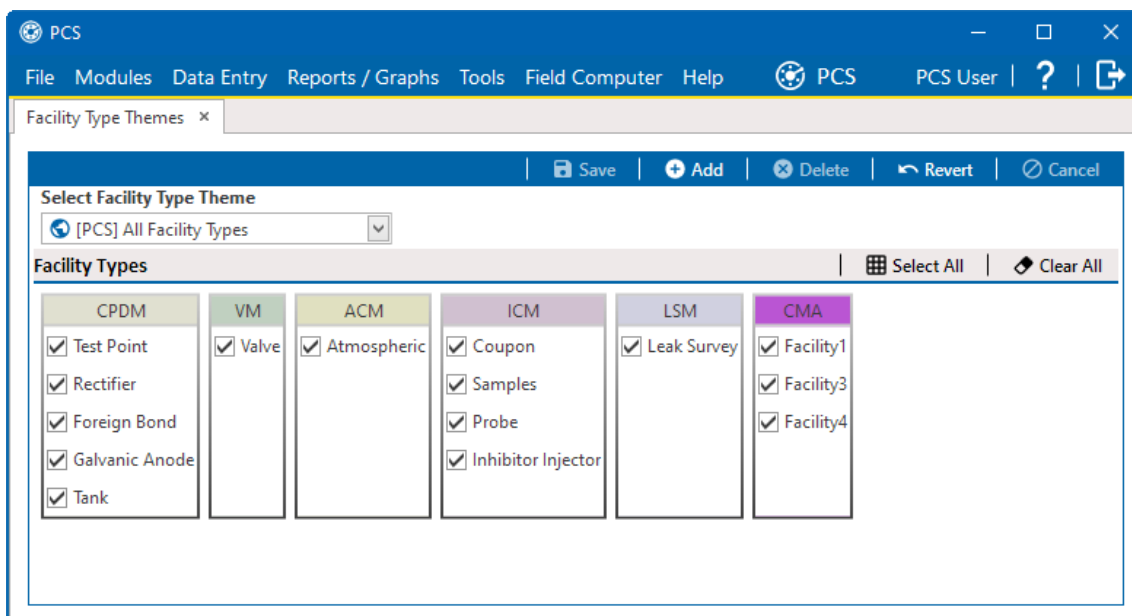 PCS
File Modules Data Entry Reports / Graphs Tools Field Computer Help PCS PCS User | ? |
Facility Type Themes ×
Save Add Delete Revert Cancel
Select Facility Type Theme
[PCS] All Facility Types
Facility Types Select All Clear All
CPDM VM ACM ICM LSM CMA
Test Point Valve Atmospheric Coupon Leak Survey Facility1
Rectifier Samples Facility3
Foreign Bond Probe Facility4
Galvanic Anode Inhibitor Injector
Tank